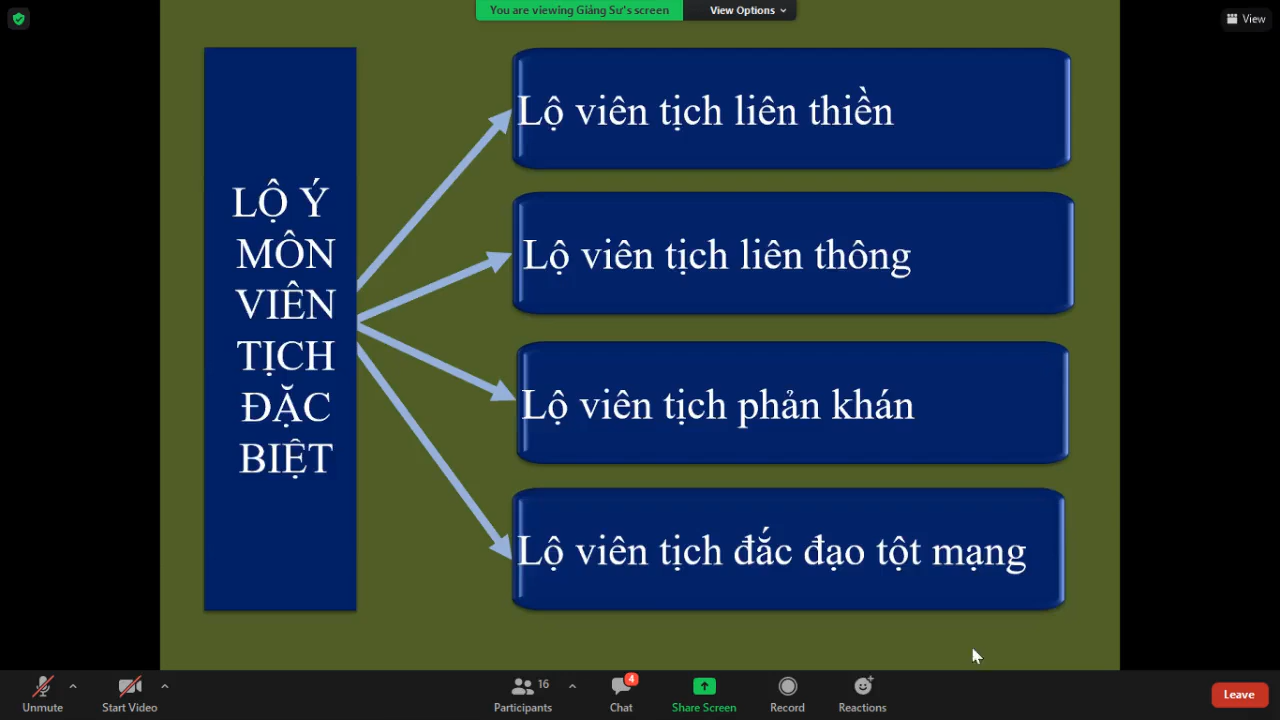 You are viewing Giảng Sư's screen
View Options
View
LỘ Ý
MÔN
VIÊN
TỊCH
ĐẶC
BIỆT
Lộ viên tịch liên thiền
Lộ viên tịch liên thông
Lộ viên tịch phản khán
Lộ viên tịch đắc đạo tột mạng
Unmute
Start Video
16
Participants
4
Chat
Share Screen
Record
Reactions
Leave